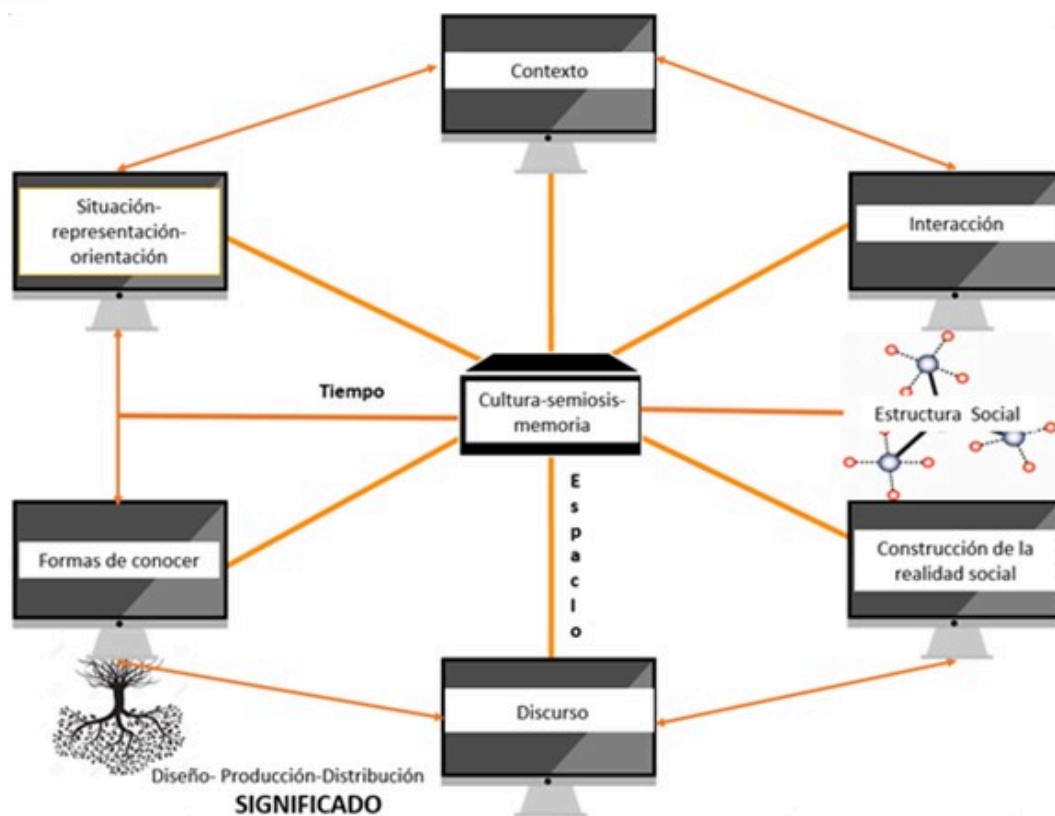 Contexto
Situación-
representación-
orientación
Interacción
Tiempo
Cultura-semiosis-
memoria
Estructura Social
Espacio
Formas de conocer
Construcción de la
realidad social
Discurso
Diseño- Producción-Distribución
SIGNIFICADO